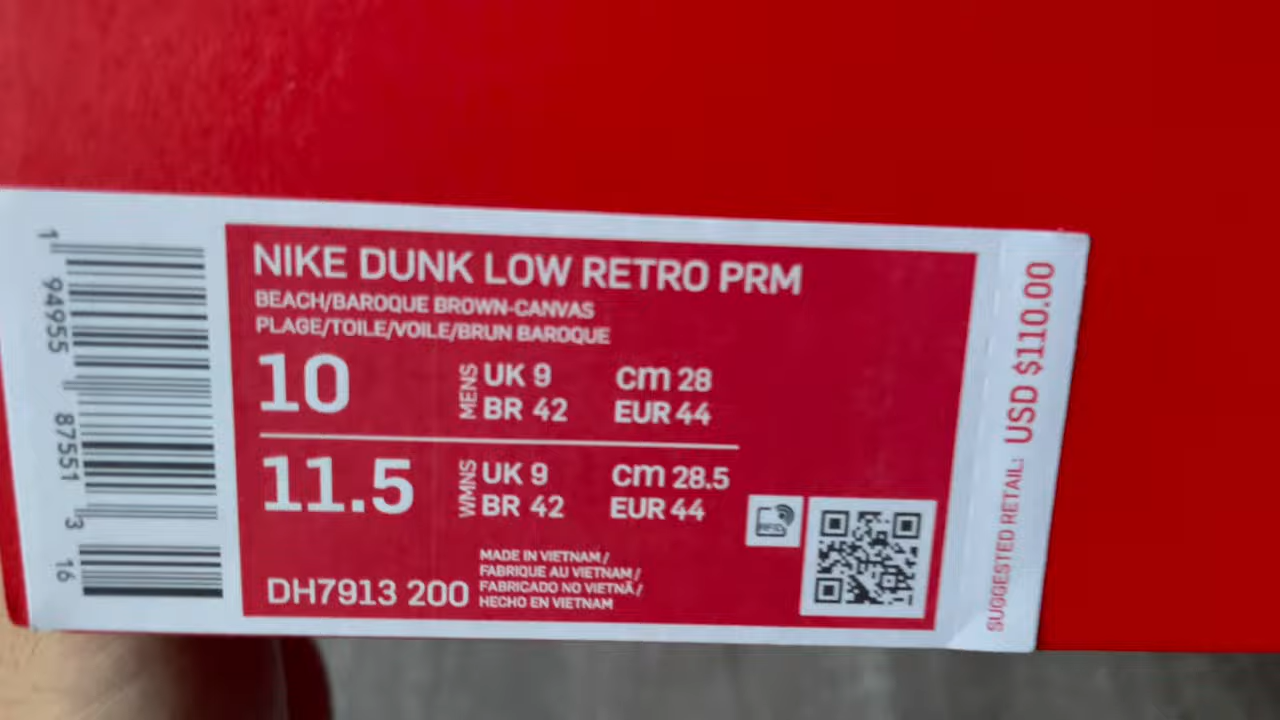 NIKE DUNK LOW RETRO PRM
BEACH/BAROQUE BROWN-CANVAS
PLAGE/TOILE/VOILE/BRUN BAROQUE
10
MENS
UK 9 cm 28
BR 42 EUR 44
11.5
WMNS
UK 9 cm 28.5
BR 42 EUR 44
DH7913 200
MADE IN VIETNAM /
FABRIQUE AU VIETNAM /
FABRICADO NO VIETNÃ /
HECHO EN VIETNAM
RFID
SUGGESTED RETAIL: USD $110.00
1 94955 87551 3 16